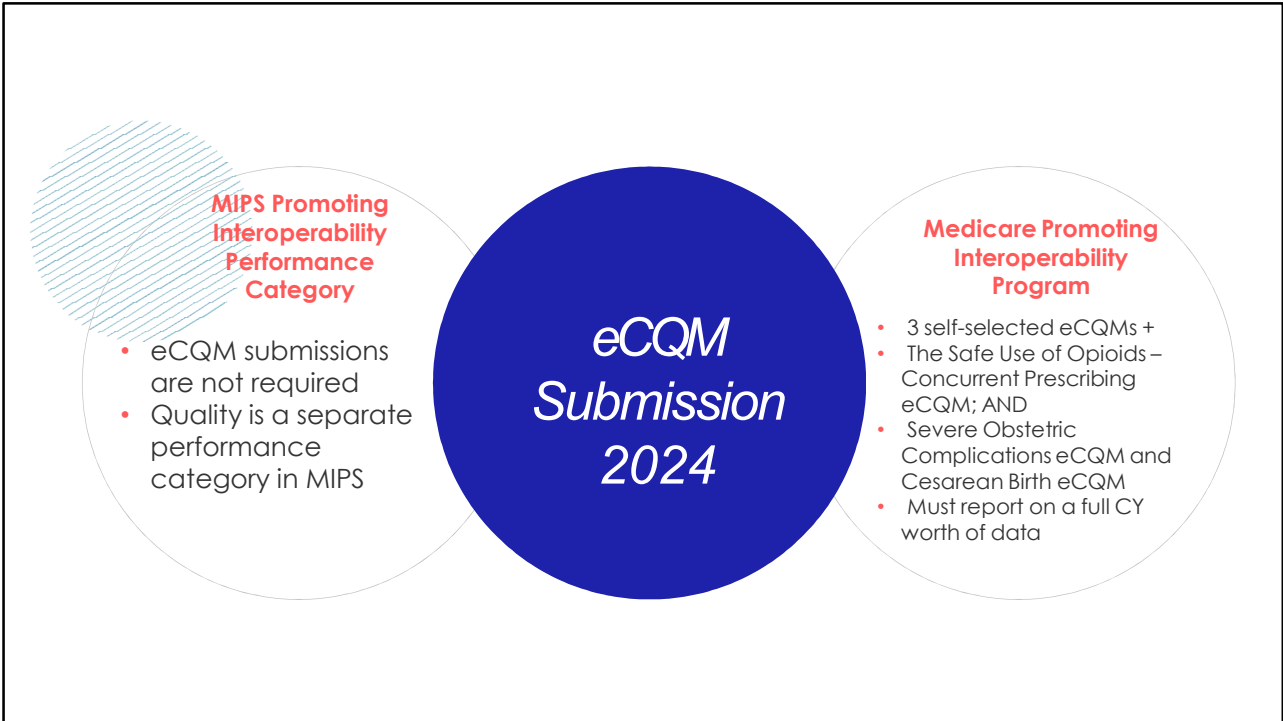 MIPS Promoting
Interoperability
Performance
Category
• eCQM submissions
are not required
• Quality is a separate
performance
category in MIPS
eCQM
Submission
2024
Medicare Promoting
Interoperability
Program
• 3 self-selected eCQMs +
• The Safe Use of Opioids –
Concurrent Prescribing
eCQM; AND
• Severe Obstetric
Complications eCQM and
Cesarean Birth eCQM
• Must report on a full CY
worth of data